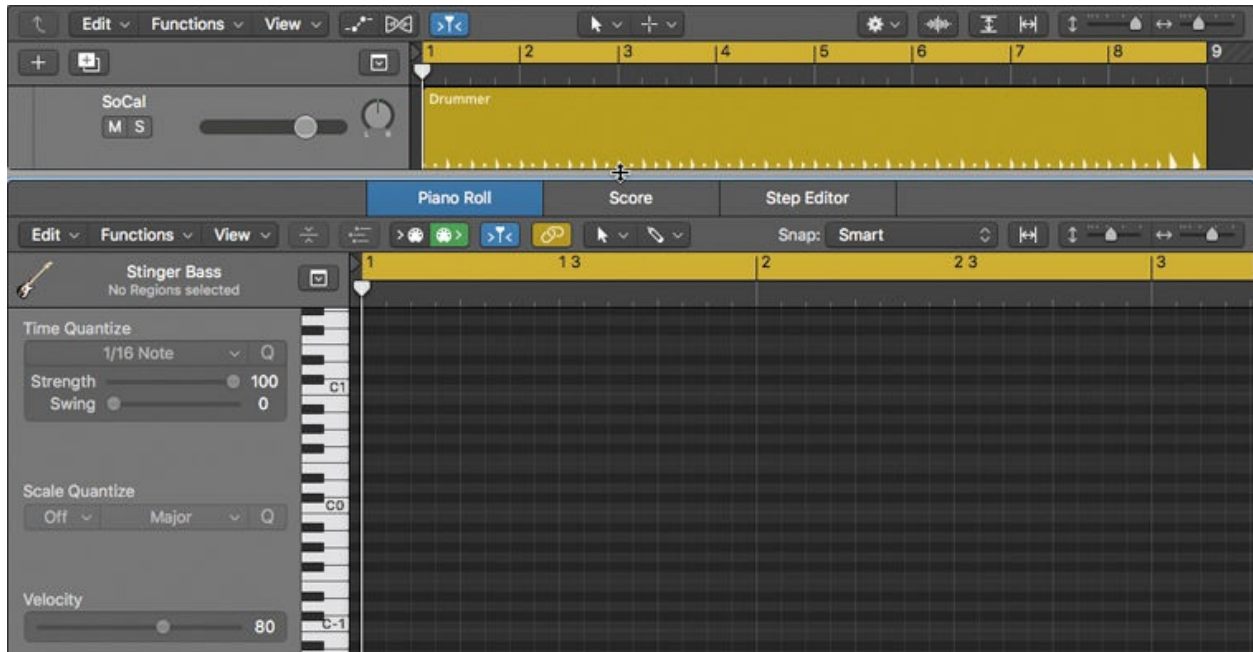 Edit Functions View
1 2 3 4 5 6 7 8 9
SoCal
M S
Drummer
Piano Roll Score Step Editor
Edit Functions View Snap: Smart
Stinger Bass
No Regions selected
1 1 3 2 2 3 3
Time Quantize
1/16 Note Q
Strength 100
C1
Swing 0
Scale Quantize
C0
Off Major Q
Velocity
80
C-1